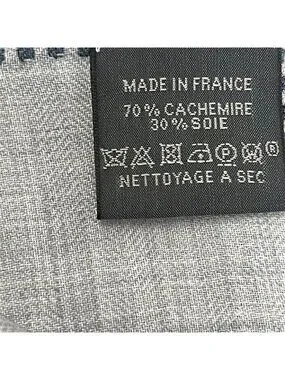 MADE IN FRANCE
70% CACHEMIRE
30% SOIE
NETTOYAGE A SEC